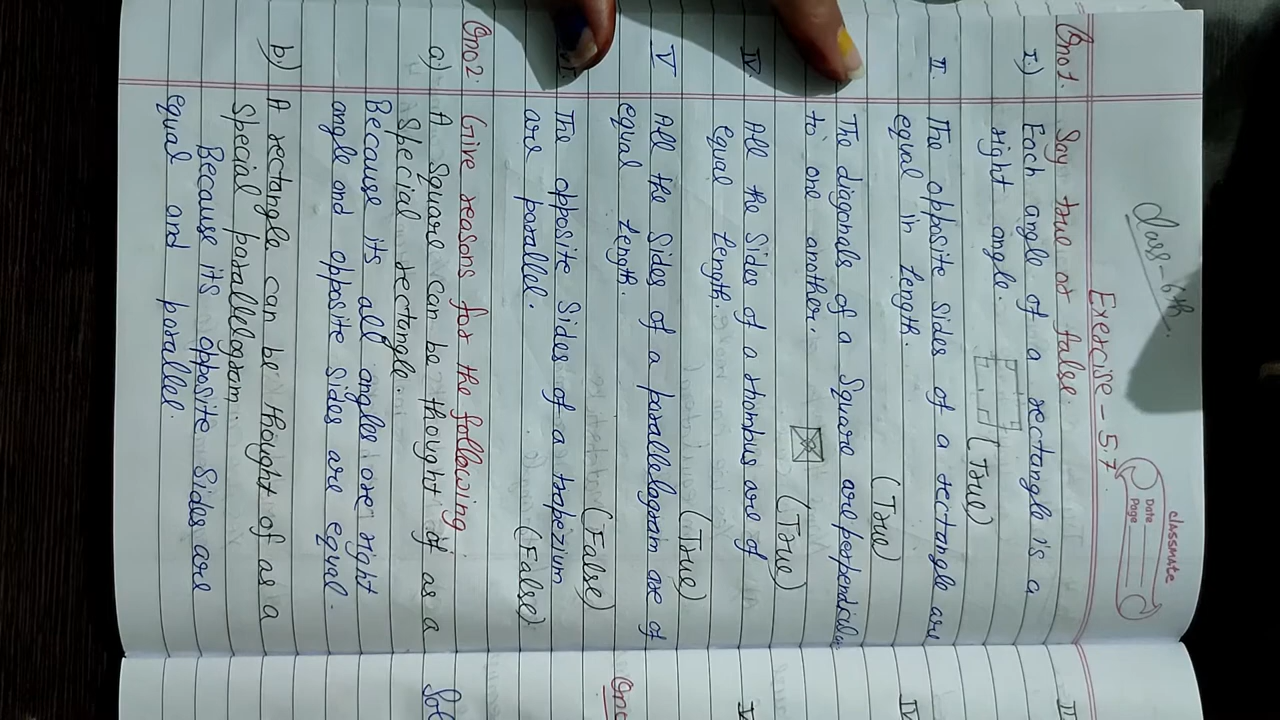 classmate
Date
Page
Class-6th.
Exercise - 5,7
Qno1. Say true or false.
I) Each angle of a rectangle is a
right angle. (True)
II. The opposite sides of a rectangle are
equal in length. (True)
The diagonals of a Square are perpendicular
to one another. (True)
IV. All the Sides of a rhombus are of
equal length. (True)
V All the Sides of a parallelogram are of
equal length. (False)
The opposite Sides of a trapezium
are parallel. (False)
Qno2. Give reasons for the following
a) A Square can be thought of as a
Special rectangle.
Because its all angles are right
angle and opposite sides are equal.
b) A rectangle can be thought of as a
Special parallelogram.
Because it's opposite Sides are
equal and parallel.
II
IV
V
Sol